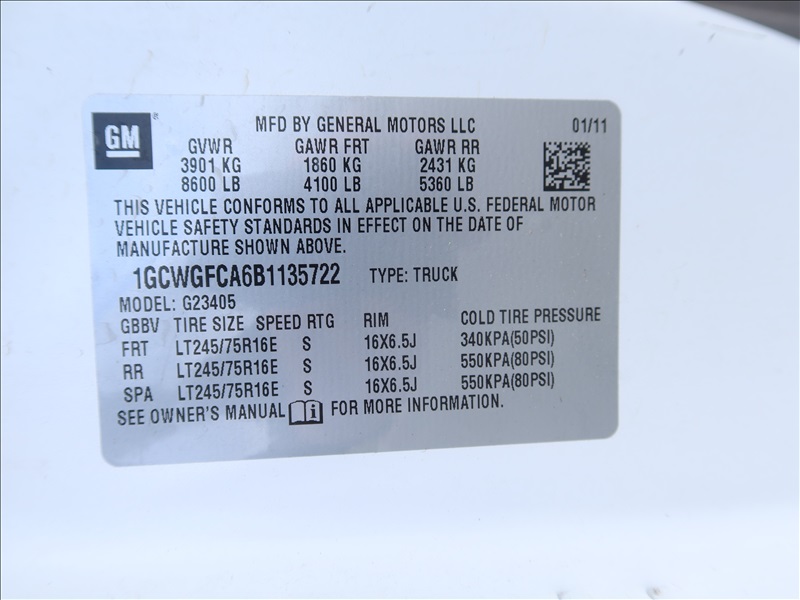 GM MFD BY GENERAL MOTORS LLC 01/11
GVWR GAWR FRT GAWR RR
3901 KG 1860 KG 2431 KG
8600 LB 4100 LB 5360 LB
THIS VEHICLE CONFORMS TO ALL APPLICABLE U.S. FEDERAL MOTOR
VEHICLE SAFETY STANDARDS IN EFFECT ON THE DATE OF
MANUFACTURE SHOWN ABOVE.
1GCWGFCA6B1135722 TYPE: TRUCK
MODEL: G23405
GBBV TIRE SIZE SPEED RTG RIM COLD TIRE PRESSURE
FRT LT245/75R16E S 16X6.5J 340KPA(50PSI)
RR LT245/75R16E S 16X6.5J 550KPA(80PSI)
SPA LT245/75R16E S 16X6.5J 550KPA(80PSI)
SEE OWNER'S MANUAL i FOR MORE INFORMATION.